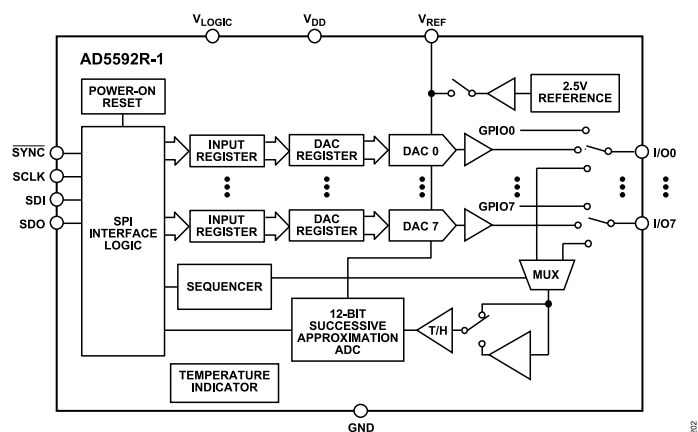 VLOGIC
VDD
VREF
AD5592R-1
POWER-ON
RESET
2.5V
REFERENCE
SYNC
SCLK
SDI
SDO
SPI
INTERFACE
LOGIC
INPUT
REGISTER
DAC
REGISTER
DAC 0
GPIO0
I/O0
INPUT
REGISTER
DAC
REGISTER
DAC 7
GPIO7
I/O7
SEQUENCER
MUX
12-BIT
SUCCESSIVE
APPROXIMATION
ADC
T/H
TEMPERATURE
INDICATOR
GND
202